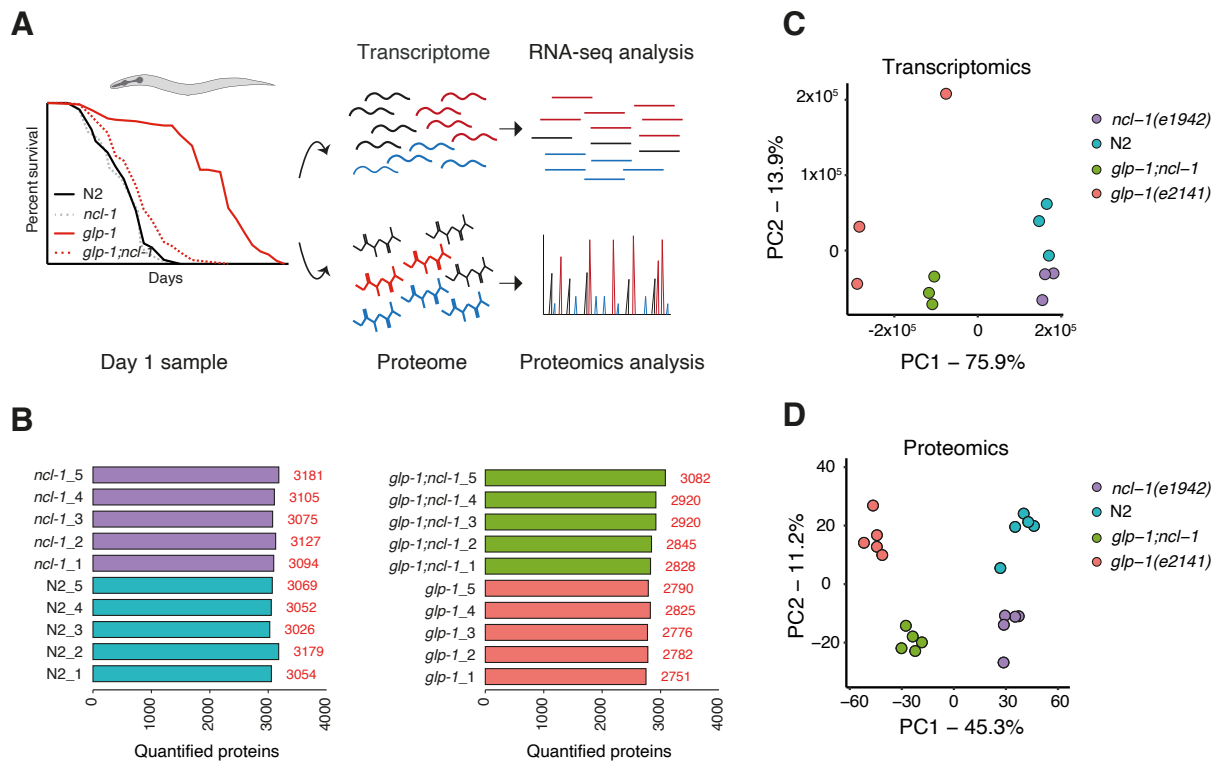 A
Transcriptome
RNA-seq analysis
Percent survival
N2
ncl-1
glp-1
glp-1;ncl-1
Days
Day 1 sample
Proteome
Proteomics analysis
B
ncl-1_5 3181
ncl-1_4 3105
ncl-1_3 3075
ncl-1_2 3127
ncl-1_1 3094
N2_5 3069
N2_4 3052
N2_3 3026
N2_2 3179
N2_1 3054
0 1000 2000 3000 4000
Quantified proteins
glp-1;ncl-1_5 3082
glp-1;ncl-1_4 2920
glp-1;ncl-1_3 2920
glp-1;ncl-1_2 2845
glp-1;ncl-1_1 2828
glp-1_5 2790
glp-1_4 2825
glp-1_3 2776
glp-1_2 2782
glp-1_1 2751
0 1000 2000 3000 4000
Quantified proteins
C
Transcriptomics
PC2 – 13.9%
2x10⁵
1x10⁵
0
-2x10⁵ 0 2x10⁵
PC1 – 75.9%
ncl–1(e1942)
N2
glp–1;ncl–1
glp–1(e2141)
D
Proteomics
PC2 – 11.2%
40
20
0
−20
−60 −30 0 30 60
PC1 – 45.3%
ncl–1(e1942)
N2
glp–1;ncl–1
glp–1(e2141)